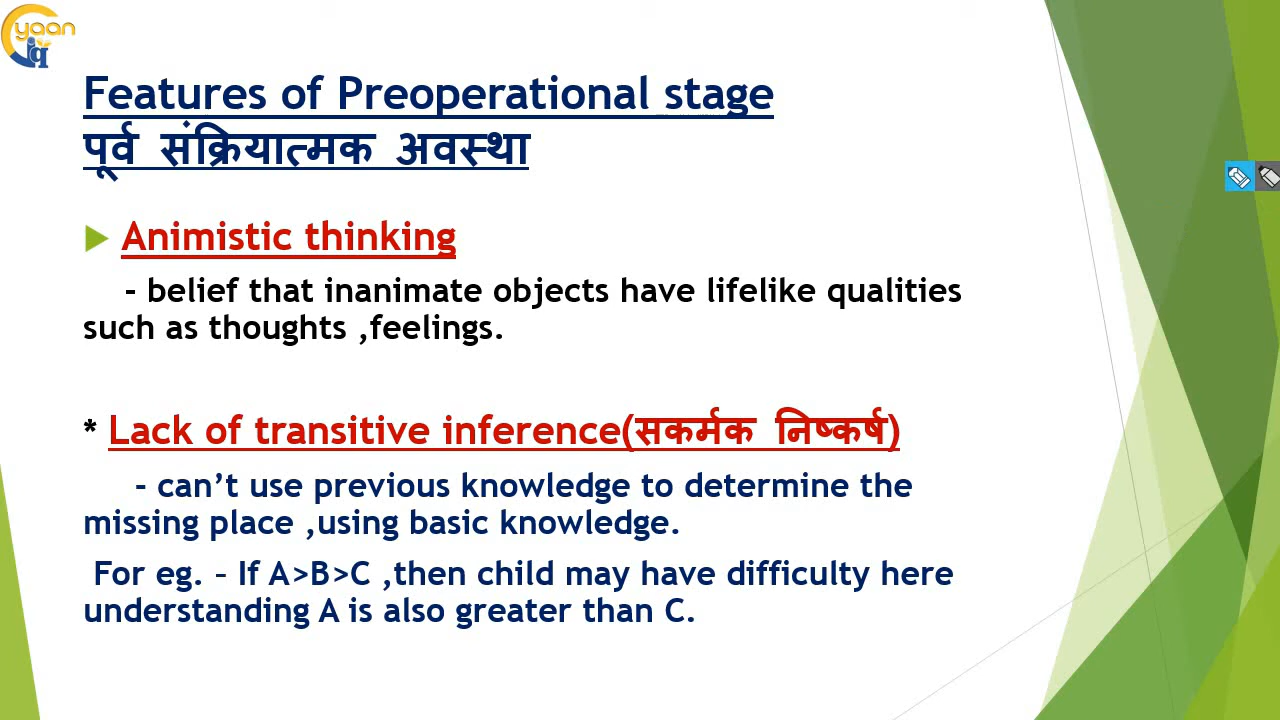 yaan
iq
Features of Preoperational stage
पूर्व संक्रियात्मक अवस्था
Animistic thinking
- belief that inanimate objects have lifelike qualities
such as thoughts ,feelings.
* Lack of transitive inference(सकर्मक निष्कर्ष)
- can’t use previous knowledge to determine the
missing place ,using basic knowledge.
For eg. – If A>B>C ,then child may have difficulty here
understanding A is also greater than C.